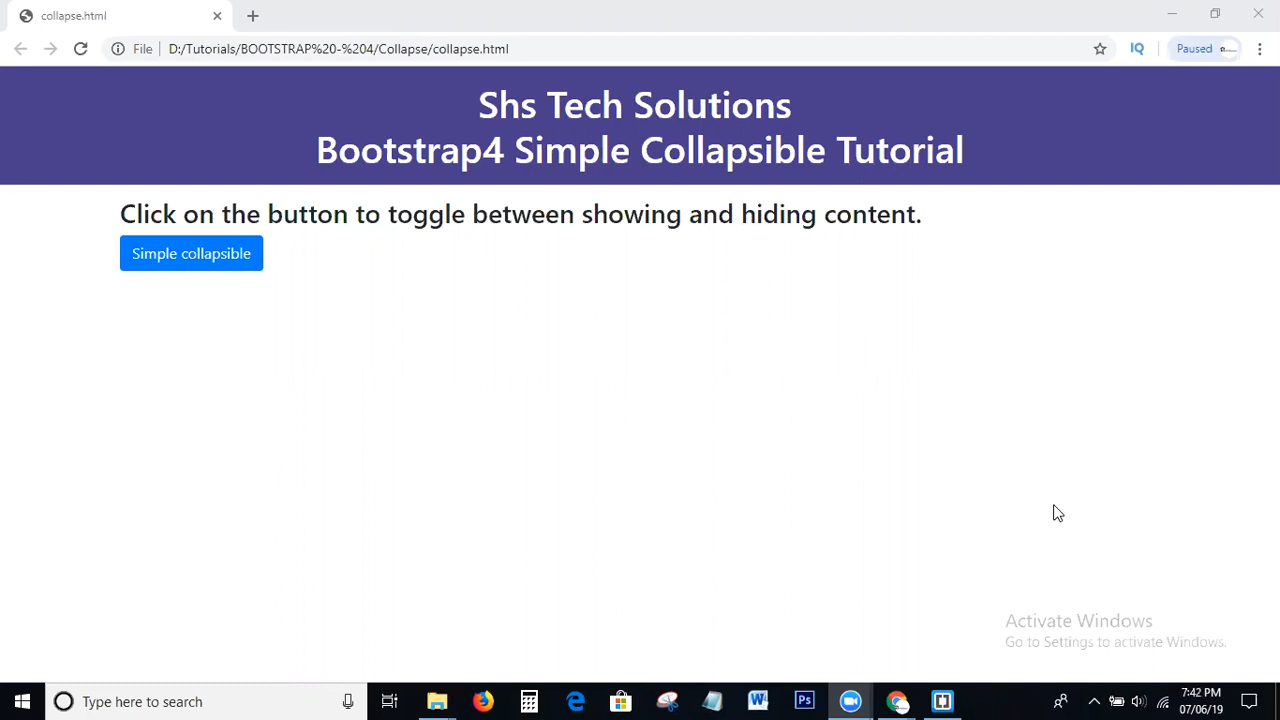 collapse.html
File
D:/Tutorials/BOOTSTRAP%20-%204/Collapse/collapse.html
IQ
Paused
Shs Tech Solutions
Bootstrap4 Simple Collapsible Tutorial
Click on the button to toggle between showing and hiding content.
Simple collapsible
Activate Windows
Go to Settings to activate Windows.
Type here to search
W
Ps
7:42 PM
07/06/19